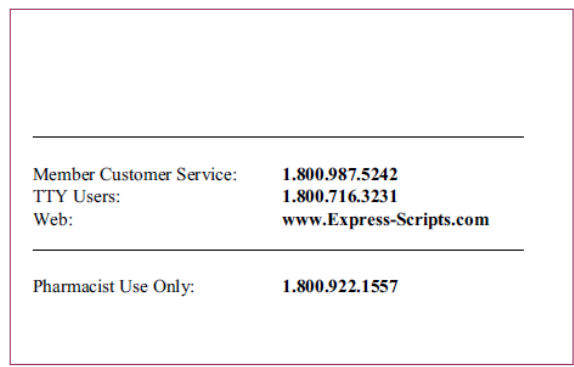 Member Customer Service: 1.800.987.5242
TTY Users: 1.800.716.3231
Web: www.Express-Scripts.com
Pharmacist Use Only: 1.800.922.1557